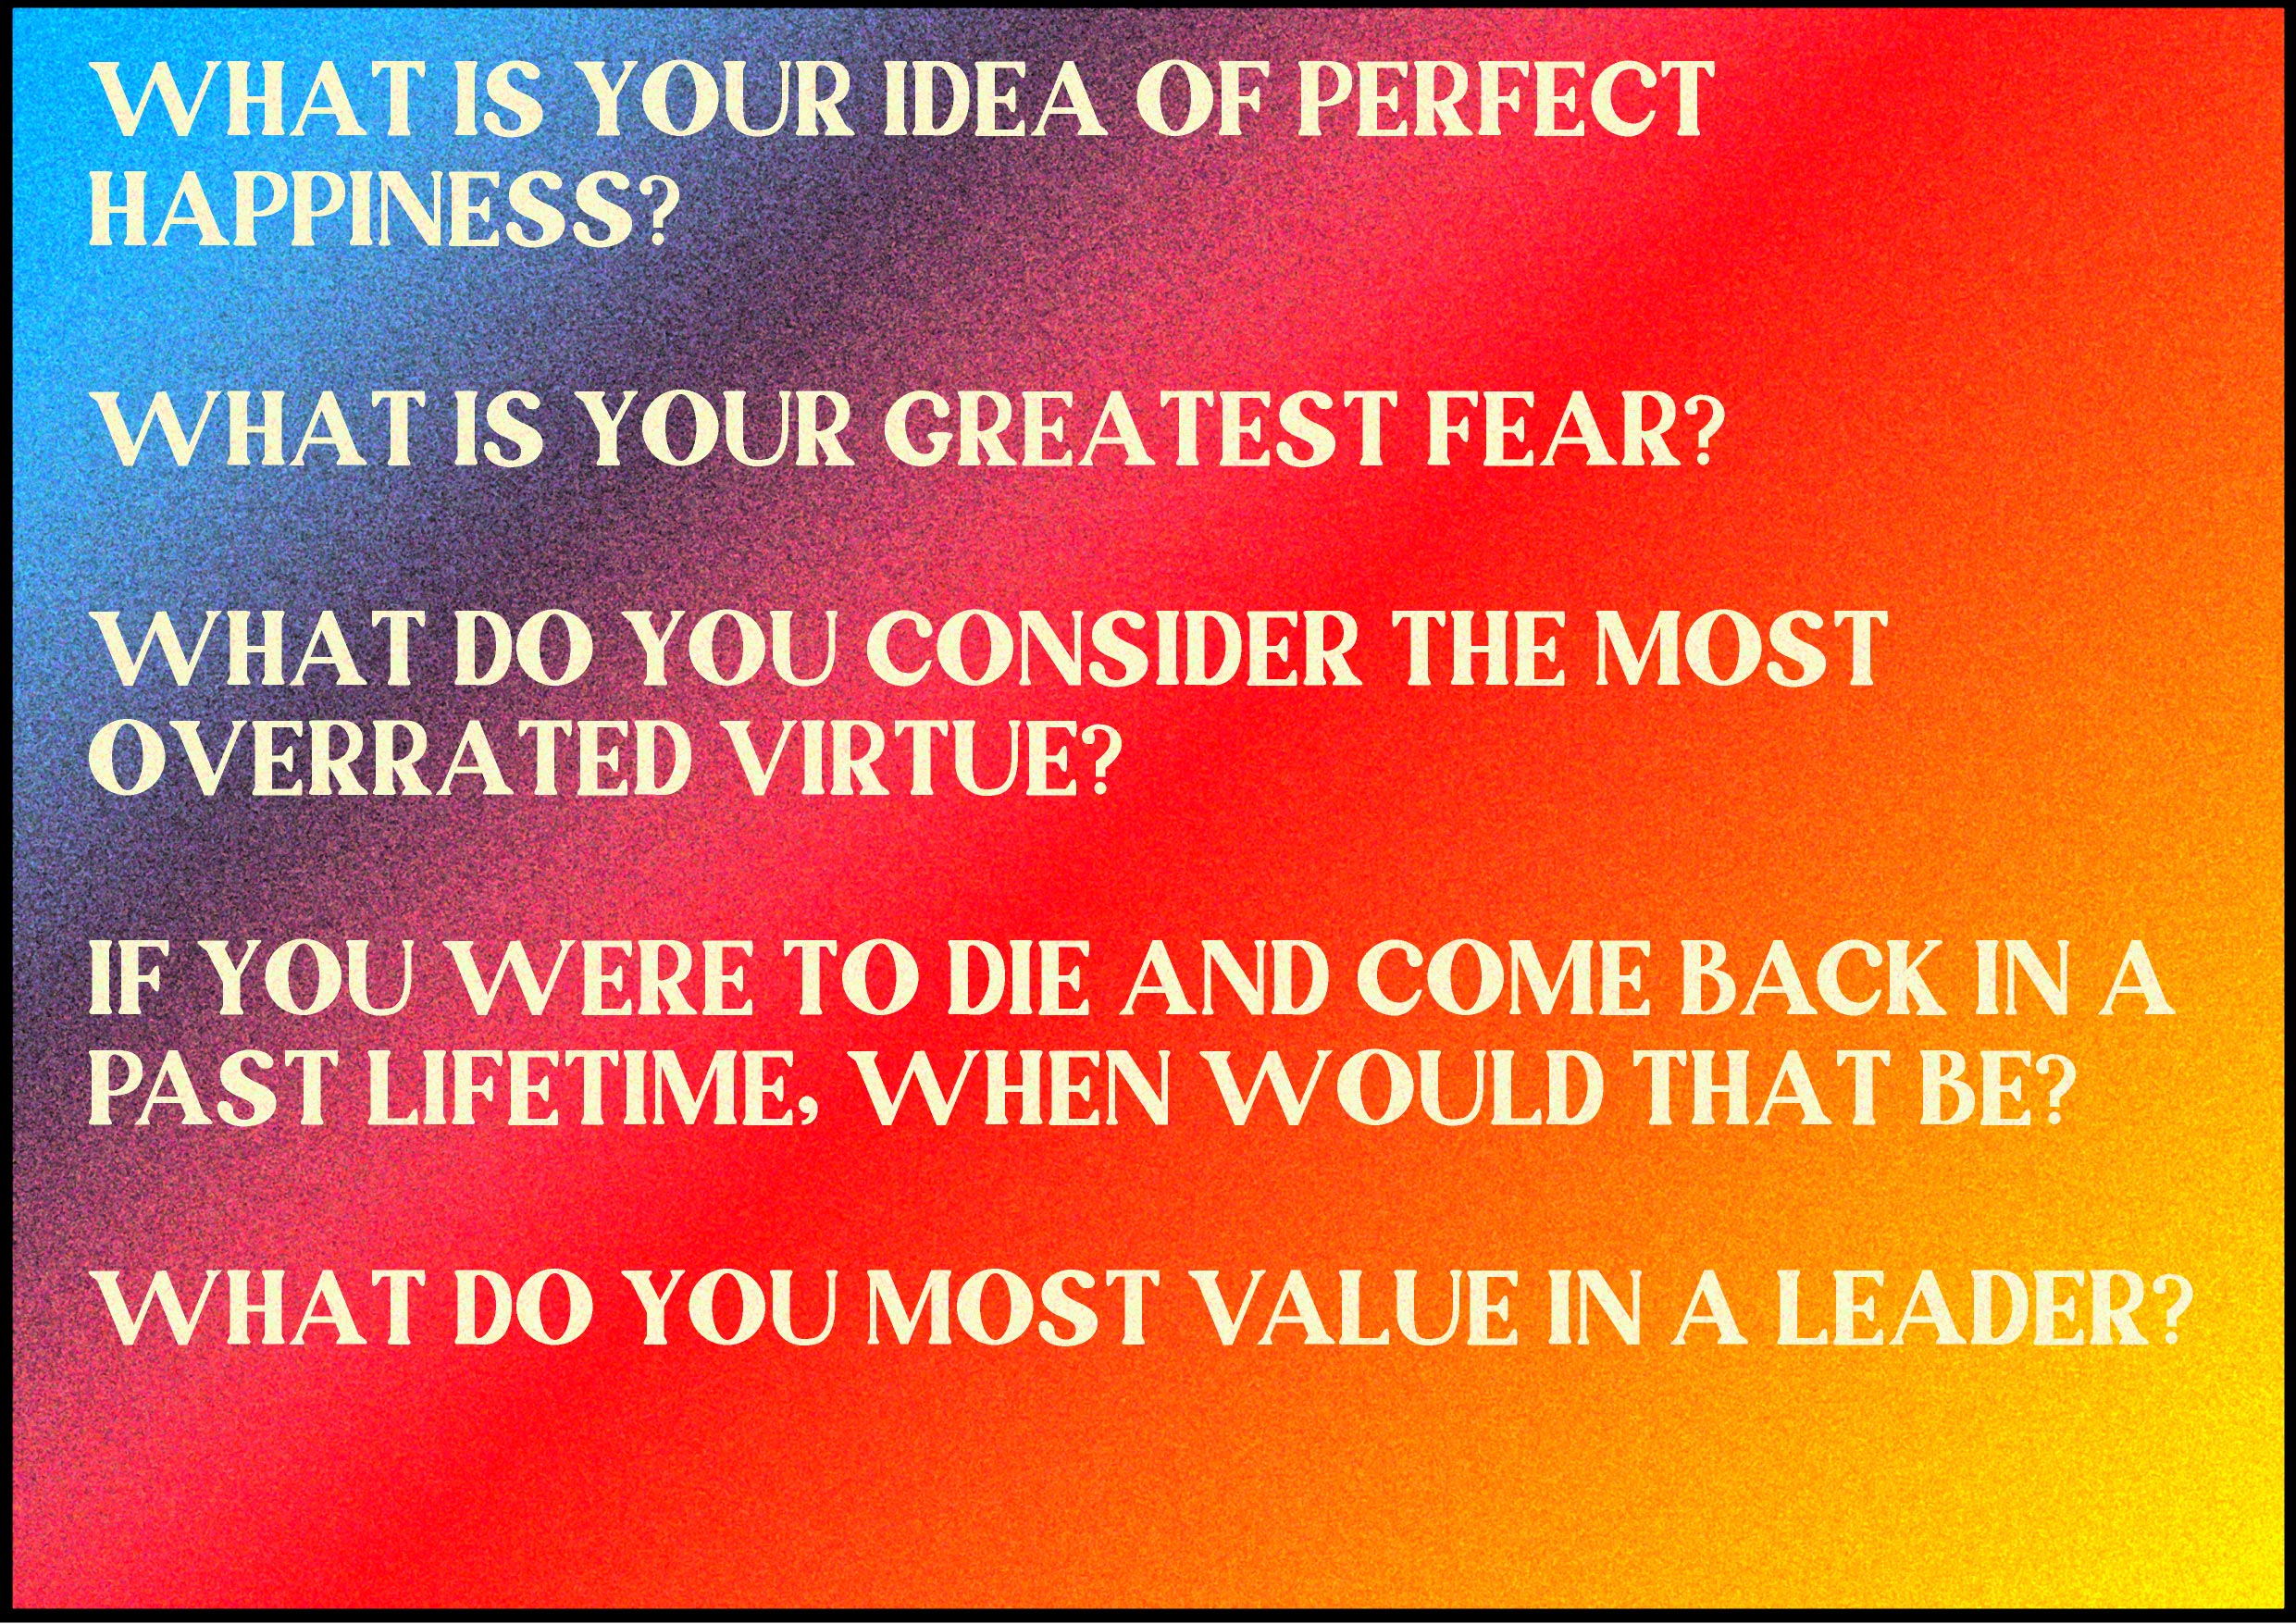 WHAT IS YOUR IDEA OF PERFECT
HAPPINESS?
WHAT IS YOUR GREATEST FEAR?
WHAT DO YOU CONSIDER THE MOST
OVERRATED VIRTUE?
IF YOU WERE TO DIE AND COME BACK IN A
PAST LIFETIME, WHEN WOULD THAT BE?
WHAT DO YOU MOST VALUE IN A LEADER?